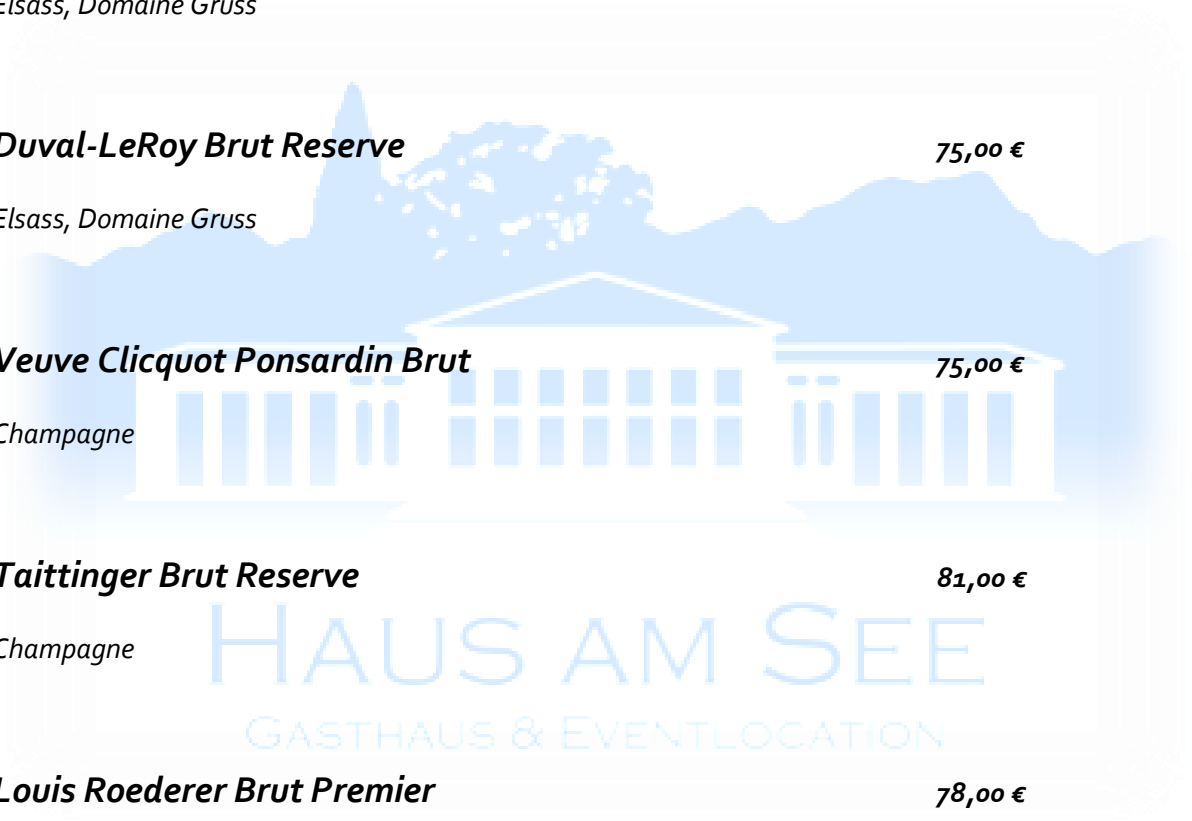 Elsass, Domaine Gruss
Duval-LeRoy Brut Reserve 75,00 €
Elsass, Domaine Gruss
Veuve Clicquot Ponsardin Brut 75,00 €
Champagne
Taittinger Brut Reserve 81,00 €
HAUS AM SEE
Champagne
GASTHAUS & EVENTLOCATION
Louis Roederer Brut Premier 78,00 €